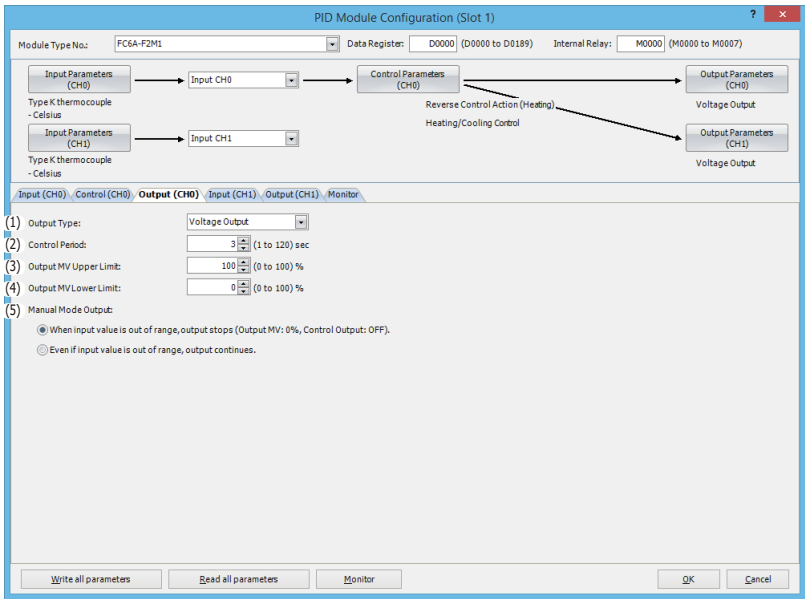 PID Module Configuration (Slot 1)
?
Module Type No.: FC6A-F2M1 Data Register: D0000 (D0000 to D0189) Internal Relay: M0000 (M0000 to M0007)
Input Parameters
(CH0)
Input CH0
Control Parameters
(CH0)
Output Parameters
(CH0)
Type K thermocouple
- Celsius
Reverse Control Action (Heating)
Heating/Cooling Control
Voltage Output
Input Parameters
(CH1)
Input CH1
Output Parameters
(CH1)
Type K thermocouple
- Celsius
Voltage Output
Input (CH0) Control (CH0) Output (CH0) Input (CH1) Output (CH1) Monitor
(1) Output Type: Voltage Output
(2) Control Period: 3 (1 to 120) sec
(3) Output MV Upper Limit: 100 (0 to 100) %
(4) Output MV Lower Limit: 0 (0 to 100) %
(5) Manual Mode Output:
When input value is out of range, output stops (Output MV: 0%, Control Output: OFF).
Even if input value is out of range, output continues.
Write all parameters Read all parameters Monitor OK Cancel